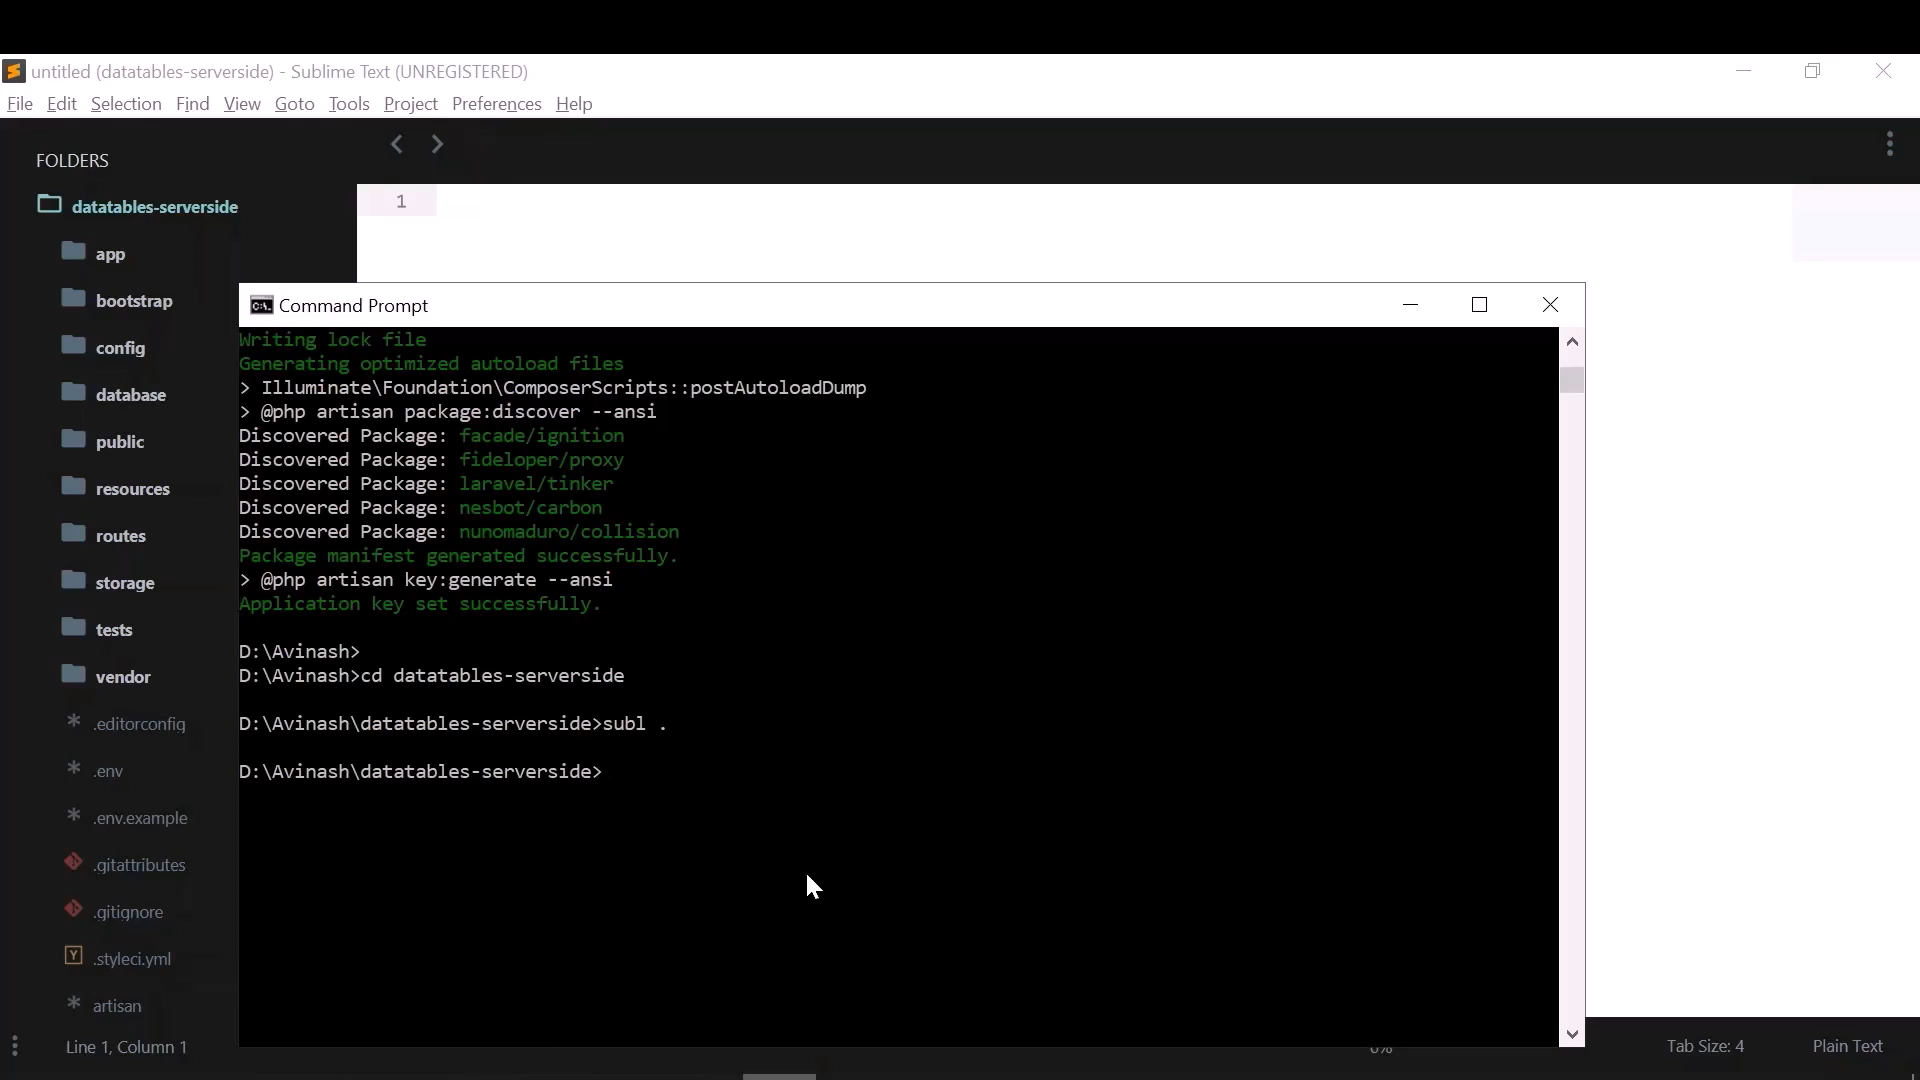 untitled (datatables-serverside) - Sublime Text (UNREGISTERED)
File Edit Selection Find View Goto Tools Project Preferences Help
FOLDERS
datatables-serverside
app
bootstrap
config
database
public
resources
routes
storage
tests
vendor
.editorconfig
.env
.env.example
.gitattributes
.gitignore
.styleci.yml
artisan
1
Command Prompt
Writing lock file
Generating optimized autoload files
> Illuminate\Foundation\ComposerScripts::postAutoloadDump
> @php artisan package:discover --ansi
Discovered Package: facade/ignition
Discovered Package: fideloper/proxy
Discovered Package: laravel/tinker
Discovered Package: nesbot/carbon
Discovered Package: nunomaduro/collision
Package manifest generated successfully.
> @php artisan key:generate --ansi
Application key set successfully.
D:\Avinash>
D:\Avinash>cd datatables-serverside
D:\Avinash\datatables-serverside>subl .
D:\Avinash\datatables-serverside>
Line 1, Column 1
0%
Tab Size: 4
Plain Text